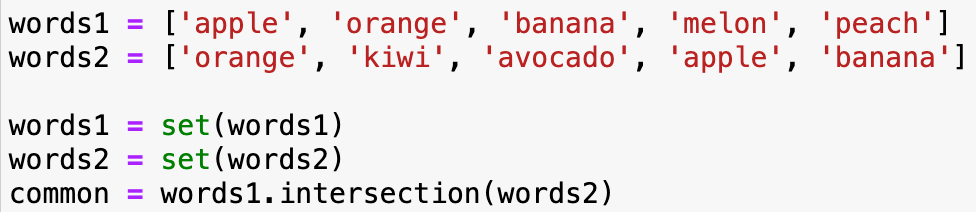 words1 = ['apple', 'orange', 'banana', 'melon', 'peach']
words2 = ['orange', 'kiwi', 'avocado', 'apple', 'banana']
words1 = set(words1)
words2 = set(words2)
common = words1.intersection(words2)